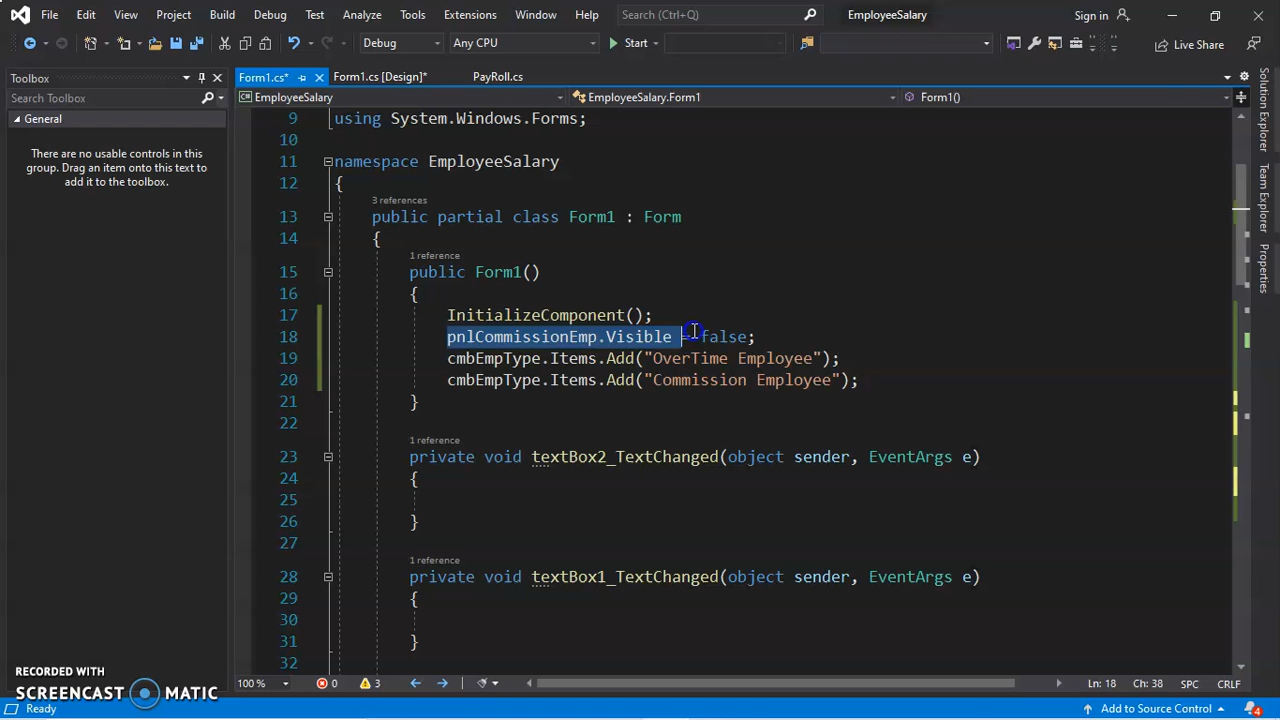 File Edit View Project Build Debug Test Analyze Tools Extensions Window Help Search (Ctrl+Q) EmployeeSalary Sign in
Debug Any CPU Start Live Share
Toolbox
Search Toolbox
General
There are no usable controls in this
group. Drag an item onto this text to
add it to the toolbox.
Form1.cs* Form1.cs [Design]* PayRoll.cs
EmployeeSalary EmployeeSalary.Form1 Form1()
9 using System.Windows.Forms;
10
11 namespace EmployeeSalary
12 {
3 references
13 public partial class Form1 : Form
14 {
1 reference
15 public Form1()
16 {
17 InitializeComponent();
18 pnlCommissionEmp.Visible = false;
19 cmbEmpType.Items.Add("OverTime Employee");
20 cmbEmpType.Items.Add("Commission Employee");
21 }
22
1 reference
23 private void textBox2_TextChanged(object sender, EventArgs e)
24 {
25
26 }
27
1 reference
28 private void textBox1_TextChanged(object sender, EventArgs e)
29 {
30
31 }
32
100 % 0 3 Ln: 18 Ch: 38 SPC CRLF
Ready Add to Source Control 4
Solution Explorer
Team Explorer
Properties
RECORDED WITH
SCREENCAST MATIC